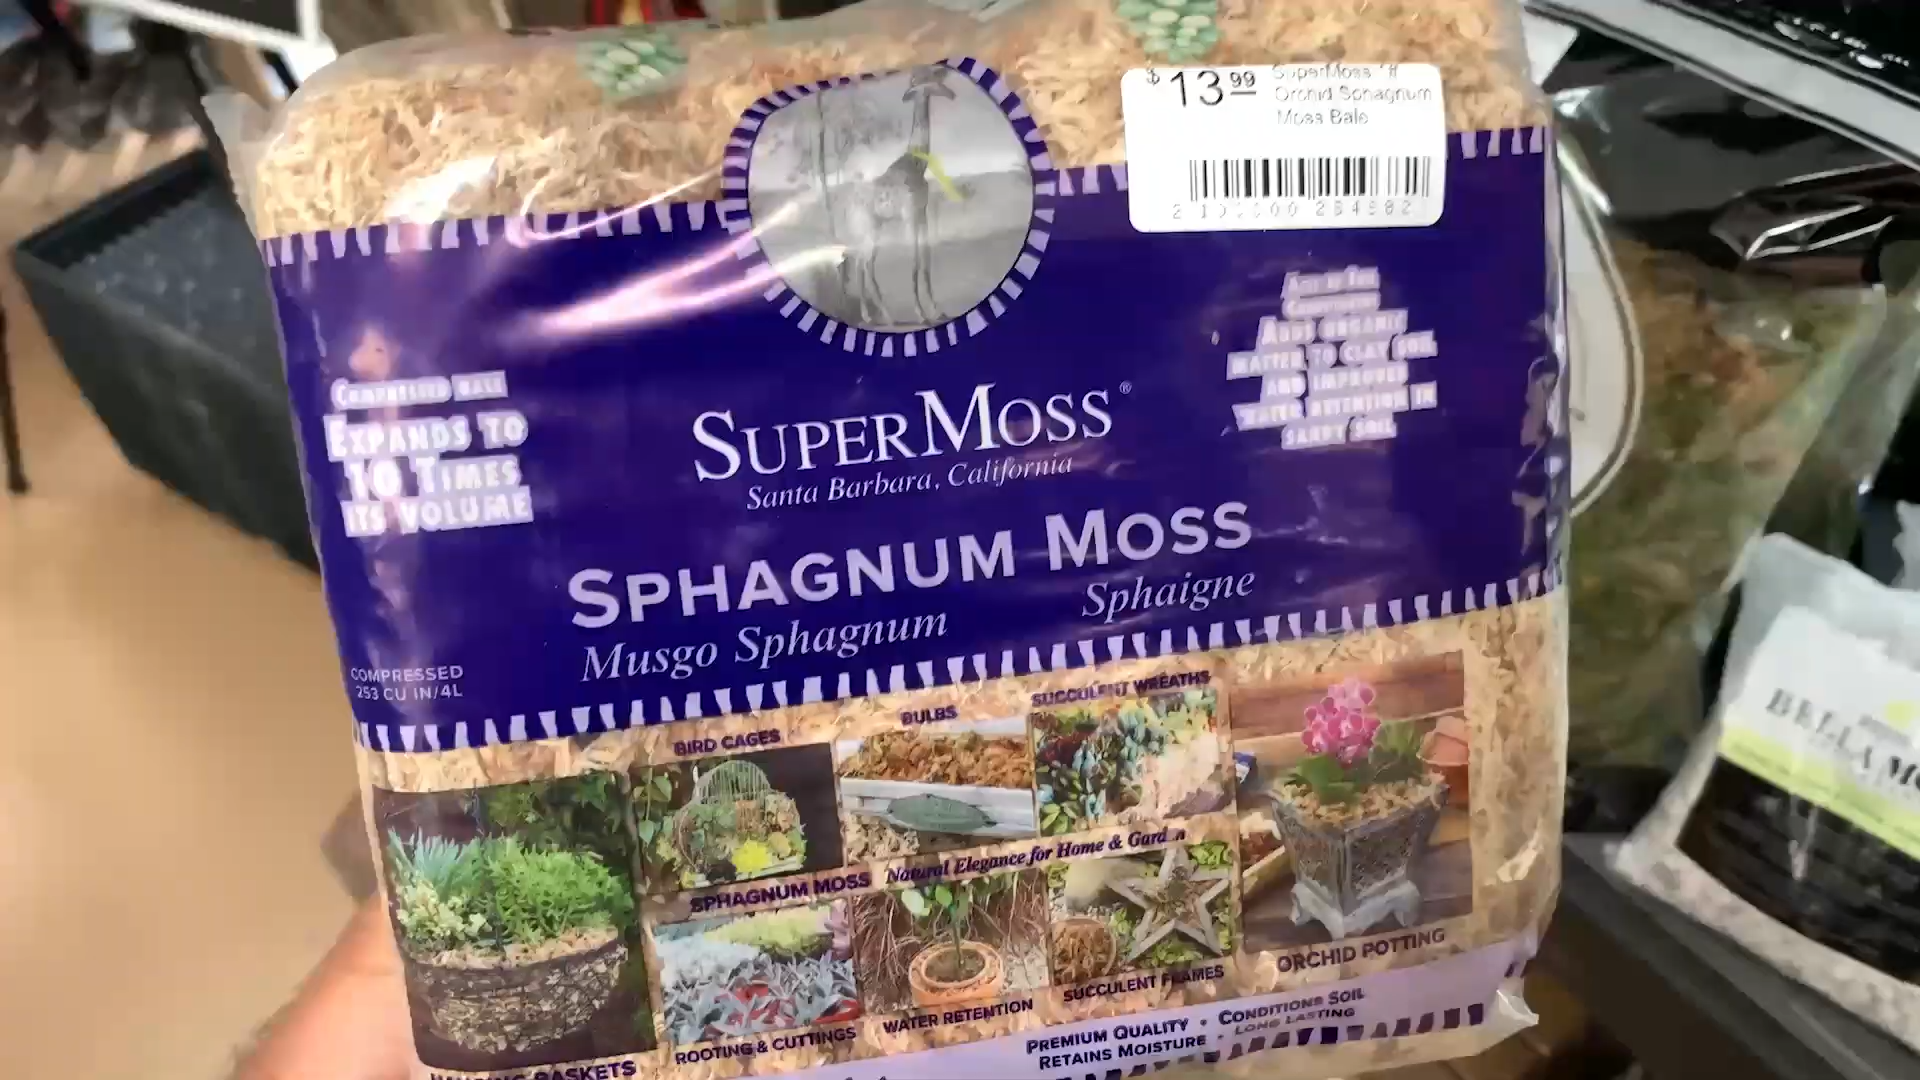 $13.99
SuperMoss 1#
Orchid Sphagnum
Moss Bale
COMPRESSED BALE
EXPANDS TO
10 TIMES
ITS VOLUME
ADDS ORGANIC
MATTER TO CLAY SOIL
AND IMPROVES
WATER RETENTION IN
SANDY SOIL
SUPERMOSS®
Santa Barbara, California
SPHAGNUM MOSS
Musgo Sphagnum
Sphaigne
COMPRESSED
253 CU IN/4L
BIRD CAGES
BULBS
SUCCULENT WREATHS
SPHAGNUM MOSS
Natural Elegance for Home &
HANGING BASKETS
ROOTING & CUTTINGS
WATER RETENTION
SUCCULENT FRAMES
ORCHID POTTING
PREMIUM QUALITY • CONDITIONS SOIL
RETAINS MOISTURE • LONG LASTING